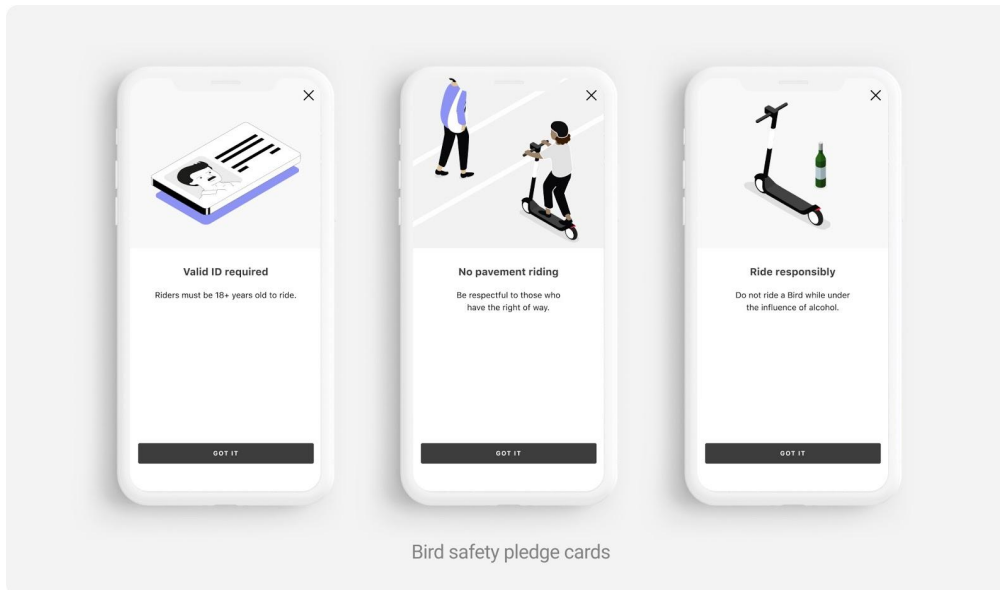 Valid ID required
Riders must be 18+ years old to ride.
GOT IT
No pavement riding
Be respectful to those who
have the right of way.
GOT IT
Ride responsibly
Do not ride a Bird while under
the influence of alcohol.
GOT IT
Bird safety pledge cards